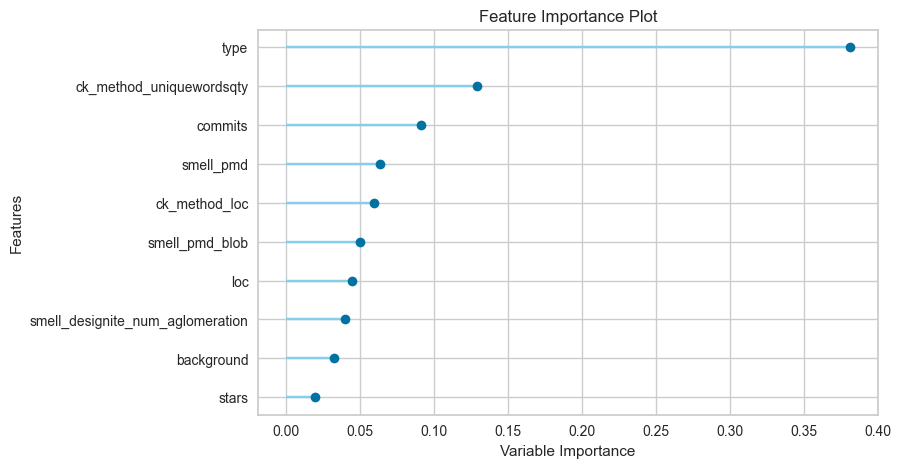 Feature Importance Plot
type
ck_method_uniquewordsqty
commits
smell_pmd
ck_method_loc
smell_pmd_blob
loc
smell_designite_num_aglomeration
background
stars
Features
0.00 0.05 0.10 0.15 0.20 0.25 0.30 0.35 0.40
Variable Importance